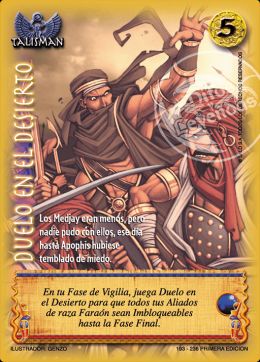 TALISMAN
5
DUELO EN EL DESIERTO
Los Medjay eran menos, pero
nadie pudo con ellos, ese día
hasta Apophis hubiese
temblado de miedo.
En tu Fase de Vigilia, juega Duelo en
el Desierto para que todos tus Aliados
de raza Faraón sean Imbloqueables
hasta la Fase Final.
ILUSTRADOR: GENZO
193 - 236 PRIMERA EDICION